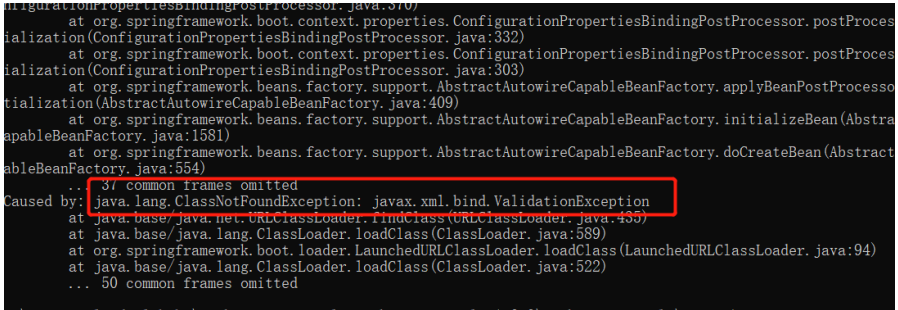 nfigurationPropertiesBindingPostProcessor.java:370)
at org.springframework.boot.context.properties.ConfigurationPropertiesBindingPostProcessor.postProces
ialization(ConfigurationPropertiesBindingPostProcessor.java:332)
at org.springframework.boot.context.properties.ConfigurationPropertiesBindingPostProcessor.postProces
ialization(ConfigurationPropertiesBindingPostProcessor.java:303)
at org.springframework.beans.factory.support.AbstractAutowireCapableBeanFactory.applyBeanPostProcesso
tialization(AbstractAutowireCapableBeanFactory.java:409)
at org.springframework.beans.factory.support.AbstractAutowireCapableBeanFactory.initializeBean(Abstra
apableBeanFactory.java:1581)
at org.springframework.beans.factory.support.AbstractAutowireCapableBeanFactory.doCreateBean(Abstract
ableBeanFactory.java:554)
... 37 common frames omitted
Caused by: java.lang.ClassNotFoundException: javax.xml.bind.ValidationException
at java.base/java.net.URLClassLoader.findClass(URLClassLoader.java:435)
at java.base/java.lang.ClassLoader.loadClass(ClassLoader.java:589)
at org.springframework.boot.loader.LaunchedURLClassLoader.loadClass(LaunchedURLClassLoader.java:94)
at java.base/java.lang.ClassLoader.loadClass(ClassLoader.java:522)
... 50 common frames omitted